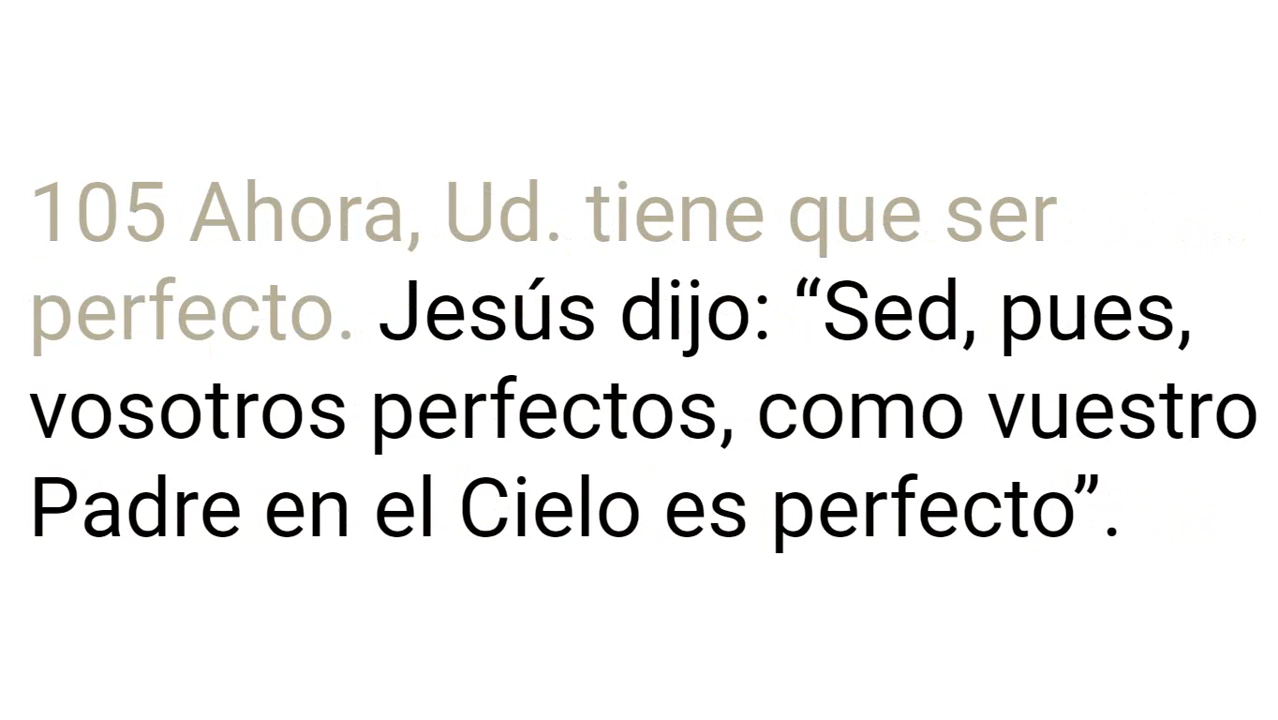 105 Ahora, Ud. tiene que ser
perfecto. Jesús dijo: “Sed, pues,
vosotros perfectos, como vuestro
Padre en el Cielo es perfecto”.